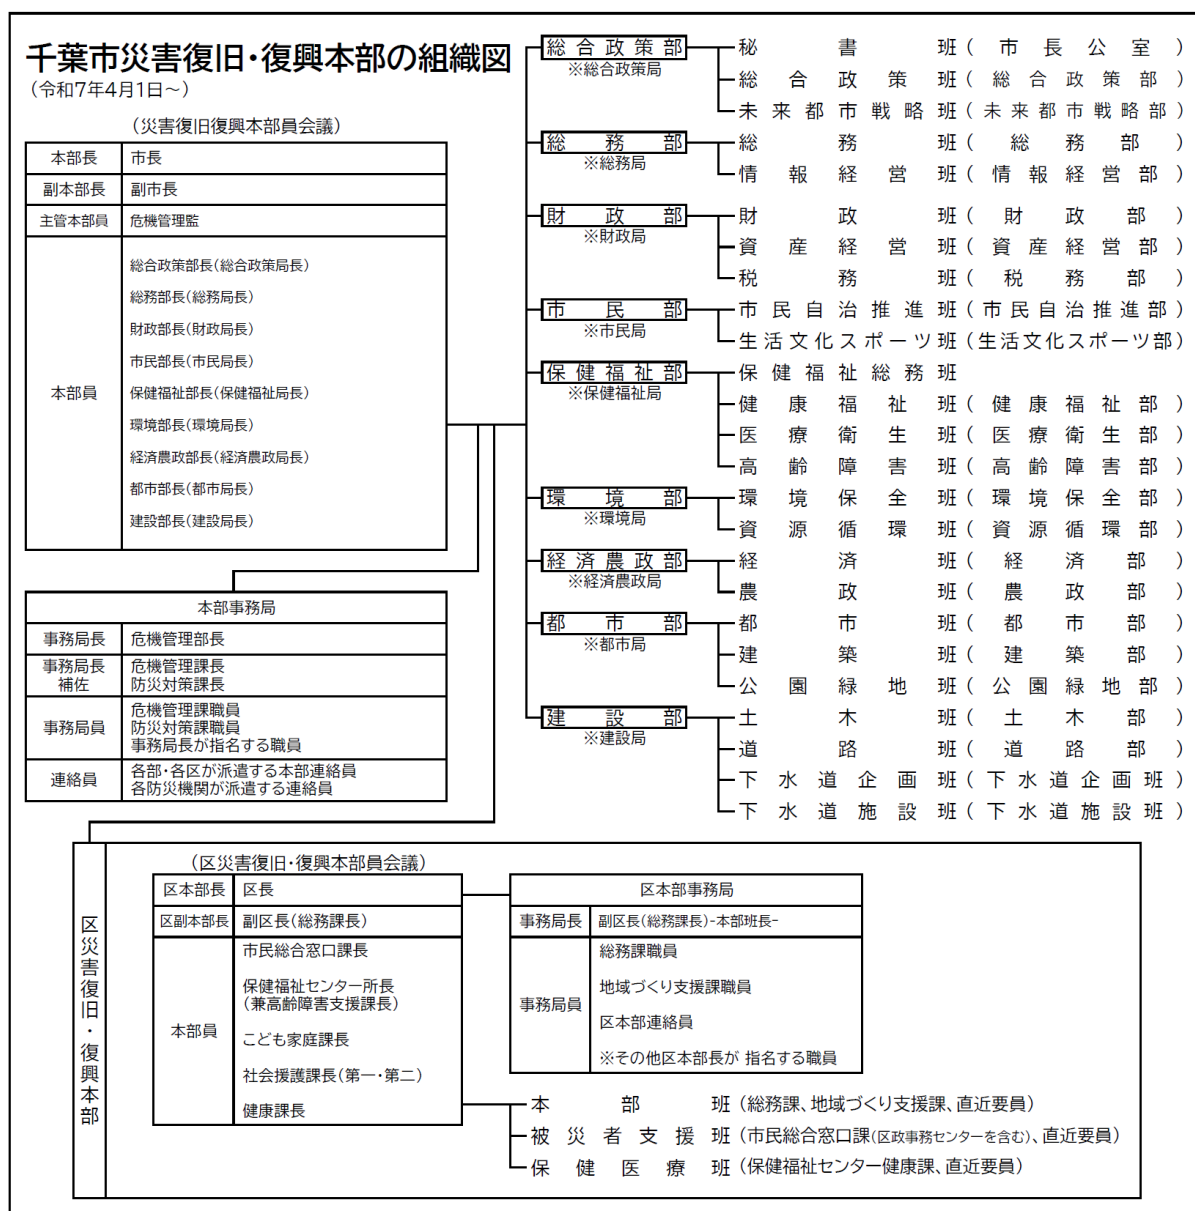 千葉市災害復旧・復興本部の組織図
（令和7年4月1日～）
（災害復旧復興本部員会議）
本部長 市長
副本部長 副市長
主管本部員 危機管理監
本部員
総合政策部長（総合政策局長）
総務部長（総務局長）
財政部長（財政局長）
市民部長（市民局長）
保健福祉部長（保健福祉局長）
環境部長（環境局長）
経済農政部長（経済農政局長）
都市部長（都市局長）
建設部長（建設局長）
本部事務局
事務局長 危機管理部長
事務局長補佐
危機管理課長
防災対策課長
事務局員
危機管理課職員
防災対策課職員
事務局長が指名する職員
連絡員
各部・各区が派遣する本部連絡員
各防災機関が派遣する連絡員
総合政策部
※総合政策局
秘書班（市長公室）
総合政策班（総合政策部）
未来都市戦略班（未来都市戦略部）
総務部
※総務局
総務班（総務部）
情報経営班（情報経営部）
財政部
※財政局
財政班（財政部）
資産経営班（資産経営部）
税務班（税務部）
市民部
※市民局
市民自治推進班（市民自治推進部）
生活文化スポーツ班（生活文化スポーツ部）
保健福祉部
※保健福祉局
保健福祉総務班
健康福祉班（健康福祉部）
医療衛生班（医療衛生部）
高齢障害班（高齢障害部）
環境部
※環境局
環境保全班（環境保全部）
資源循環班（資源循環部）
経済農政部
※経済農政局
経済班（経済部）
農政班（農政部）
都市部
※都市局
都市班（都市部）
建築班（建築部）
公園緑地班（公園緑地部）
建設部
※建設局
土木班（土木部）
道路班（道路部）
下水道企画班（下水道企画班）
下水道施設班（下水道施設班）
区災害復旧・復興本部
（区災害復旧・復興本部員会議）
区本部長 区長
区副本部長 副区長（総務課長）
本部員
市民総合窓口課長
保健福祉センター所長
（兼高齢障害支援課長）
こども家庭課長
社会援護課長（第一・第二）
健康課長
区本部事務局
事務局長 副区長（総務課長）-本部班長-
事務局員
総務課職員
地域づくり支援課職員
区本部連絡員
※その他区本部長が 指名する職員
本部班（総務課、地域づくり支援課、直近要員）
被災者支援班（市民総合窓口課（区政事務センターを含む）、直近要員）
保健医療班（保健福祉センター健康課、直近要員）